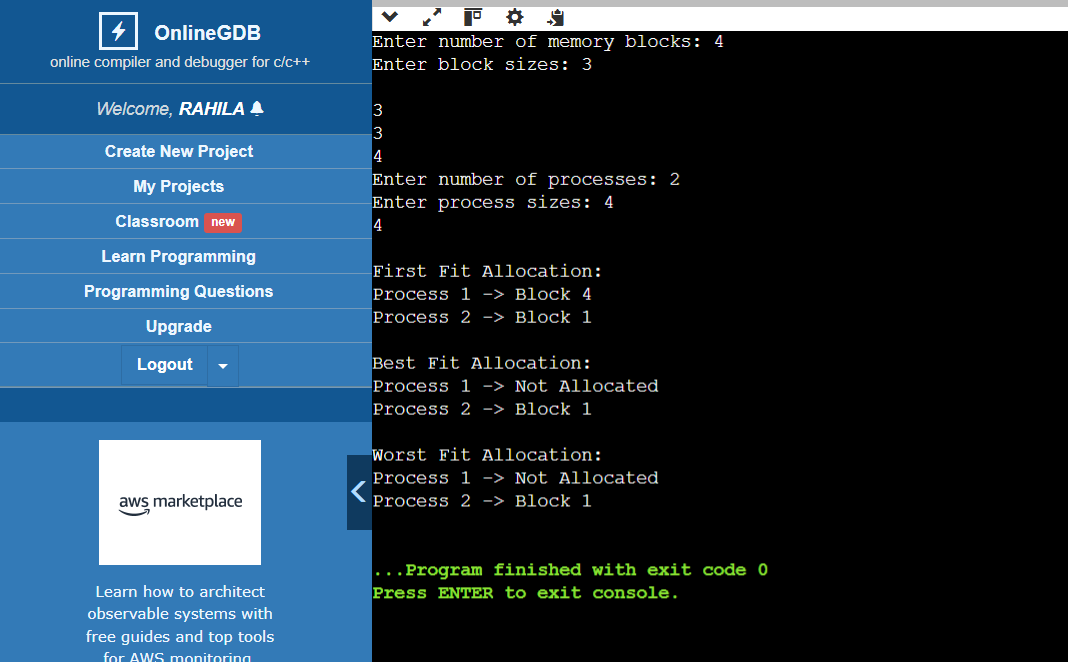 OnlineGDB
online compiler and debugger for c/c++
Welcome, RAHILA
Create New Project
My Projects
Classroom new
Learn Programming
Programming Questions
Upgrade
Logout
aws marketplace
Learn how to architect
observable systems with
free guides and top tools
for AWS monitoring
Enter number of memory blocks: 4
Enter block sizes: 3
3
3
4
Enter number of processes: 2
Enter process sizes: 4
4
First Fit Allocation:
Process 1 -> Block 4
Process 2 -> Block 1
Best Fit Allocation:
Process 1 -> Not Allocated
Process 2 -> Block 1
Worst Fit Allocation:
Process 1 -> Not Allocated
Process 2 -> Block 1
...Program finished with exit code 0
Press ENTER to exit console.